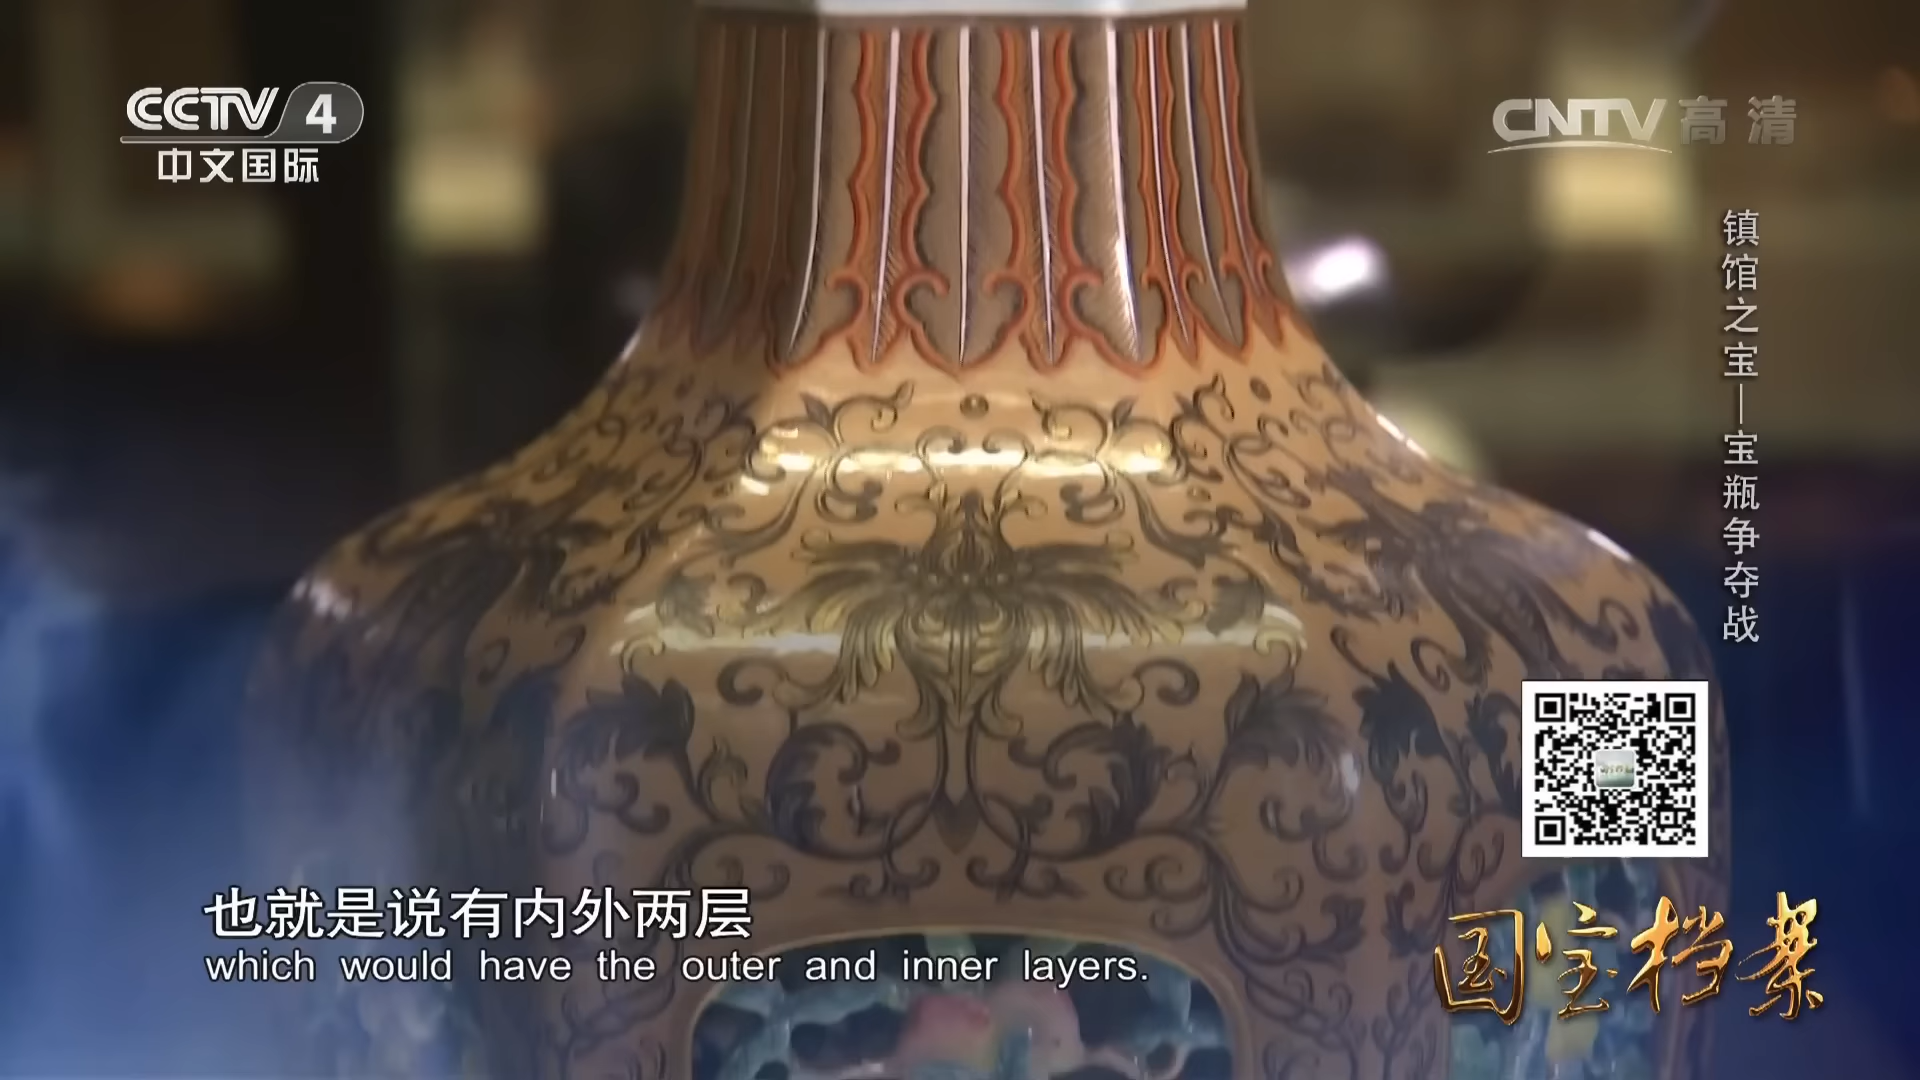 CCTV 4
中文国际
CNTV 高清
镇馆之宝—宝瓶争夺战
也就是说有内外两层
which would have the outer and inner layers.
国宝档案